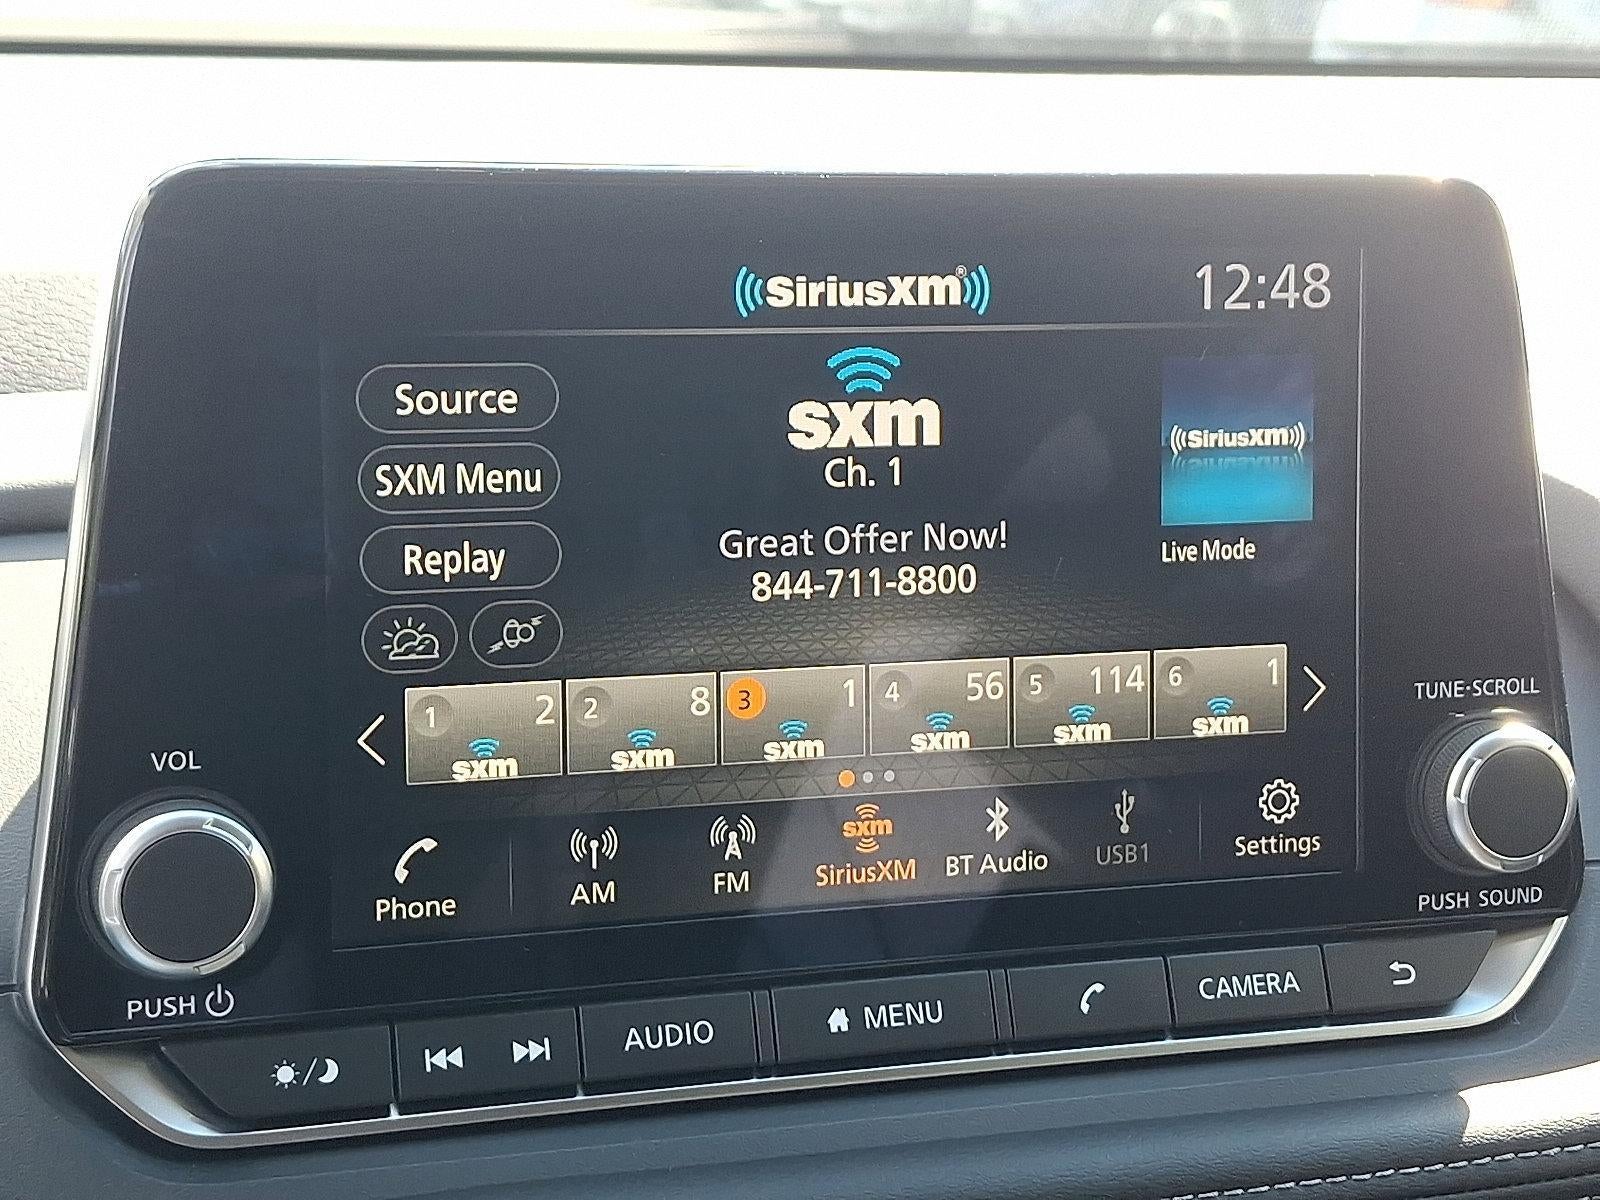 SiriusXM®
12:48
Source
SXM Menu
Replay
sxm
Ch. 1
Great Offer Now!
844-711-8800
SiriusXM
Live Mode
1 2 sxm
2 8 sxm
3 1 sxm
4 56 sxm
5 114 sxm
6 1 sxm
Phone
AM
FM
sxm
SiriusXM
BT Audio
USB1
Settings
VOL
PUSH
TUNE·SCROLL
PUSH SOUND
AUDIO
MENU
CAMERA